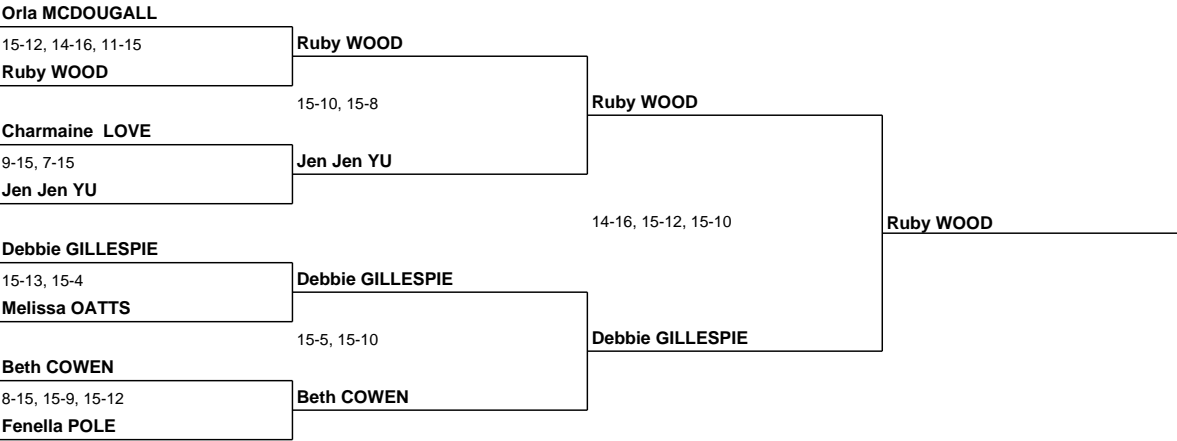 Orla MCDOUGALL
15-12, 14-16, 11-15
Ruby WOOD
Ruby WOOD
15-10, 15-8
Ruby WOOD
Charmaine  LOVE
9-15, 7-15
Jen Jen YU
Jen Jen YU
14-16, 15-12, 15-10
Ruby WOOD
Debbie GILLESPIE
15-13, 15-4
Debbie GILLESPIE
Melissa OATTS
15-5, 15-10
Debbie GILLESPIE
Beth COWEN
8-15, 15-9, 15-12
Beth COWEN
Fenella POLE